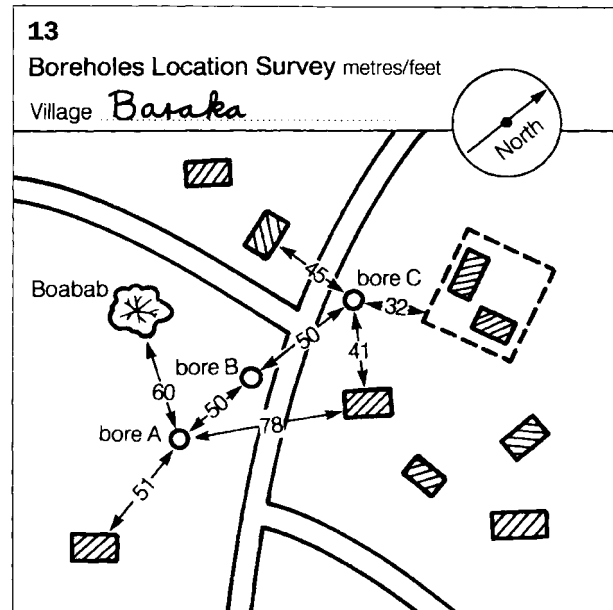 13
Boreholes Location Survey metres/feet
Village Baraka
North
45
bore C
Boabab
32
50
41
bore B
60
50
78
bore A
51